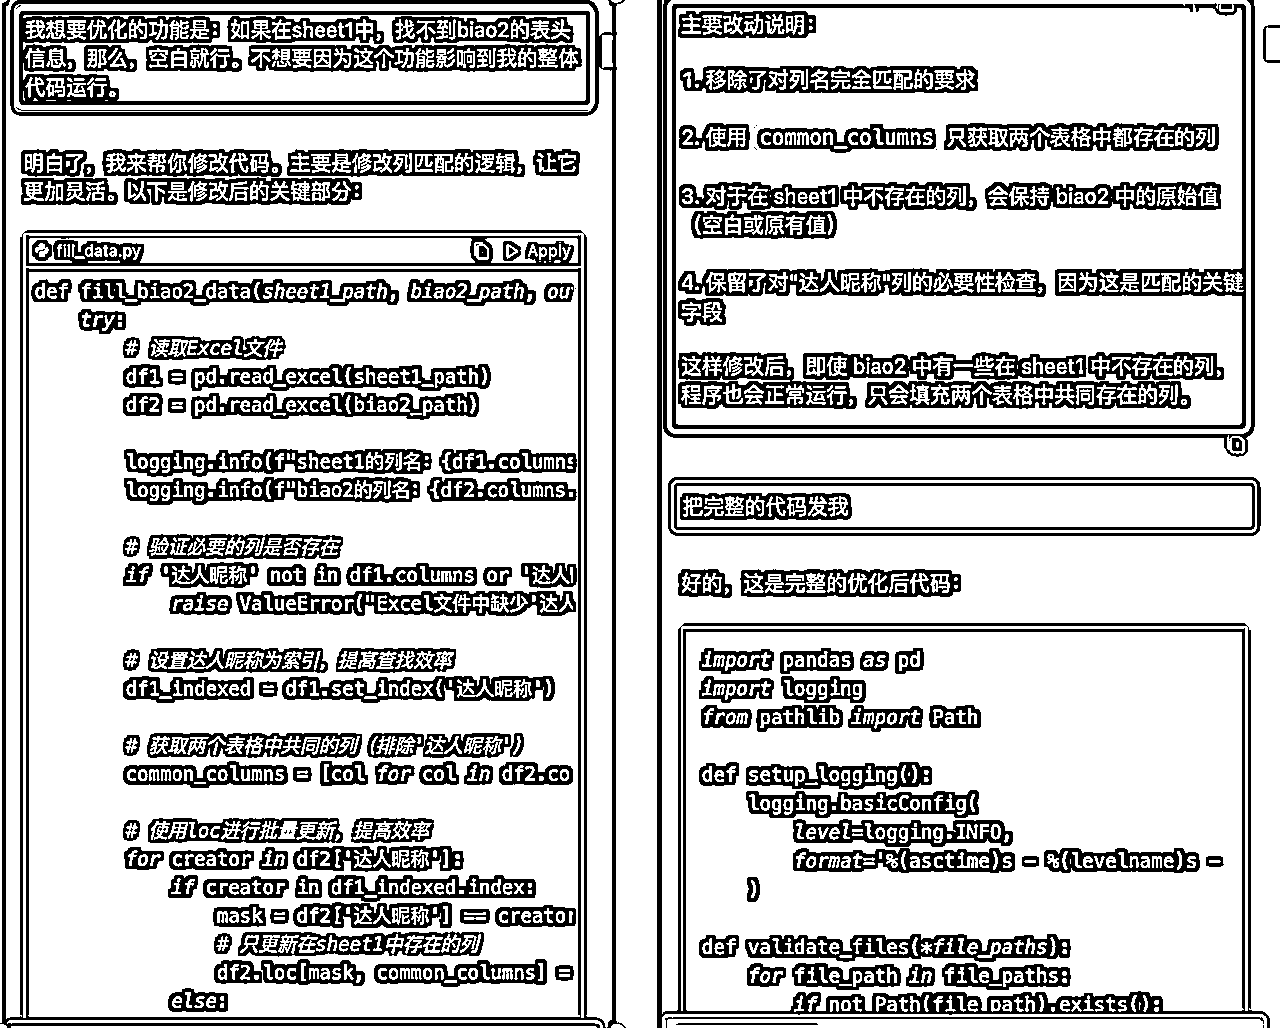 我想要优化的功能是：如果在sheet1中，找不到biao2的表头
信息，那么，空白就行。不想要因为这个功能影响到我的整体
代码运行。
明白了，我来帮你修改代码。主要是修改列匹配的逻辑，让它
更加灵活。以下是修改后的关键部分：
fill_data.py Apply
def fill_biao2_data(sheet1_path, biao2_path, ou
try:
# 读取Excel文件
df1 = pd.read_excel(sheet1_path)
df2 = pd.read_excel(biao2_path)
logging.info(f"sheet1的列名: {df1.columns
logging.info(f"biao2的列名: {df2.columns.
# 验证必要的列是否存在
if '达人昵称' not in df1.columns or '达人
raise ValueError("Excel文件中缺少'达人
# 设置达人昵称为索引，提高查找效率
df1_indexed = df1.set_index('达人昵称')
# 获取两个表格中共同的列（排除'达人昵称'）
common_columns = [col for col in df2.co
# 使用loc进行批量更新，提高效率
for creator in df2['达人昵称']:
if creator in df1_indexed.index:
mask = df2['达人昵称'] == creator
# 只更新在sheet1中存在的列
df2.loc[mask, common_columns] =
else:
主要改动说明：
1. 移除了对列名完全匹配的要求
2. 使用 common_columns 只获取两个表格中都存在的列
3. 对于在 sheet1 中不存在的列，会保持 biao2 中的原始值
（空白或原有值）
4. 保留了对"达人昵称"列的必要性检查，因为这是匹配的关键
字段
这样修改后，即使 biao2 中有一些在 sheet1 中不存在的列，
程序也会正常运行，只会填充两个表格中共同存在的列。
把完整的代码发我
好的，这是完整的优化后代码：
import pandas as pd
import logging
from pathlib import Path
def setup_logging():
logging.basicConfig(
level=logging.INFO,
format='%(asctime)s - %(levelname)s -
)
def validate_files(*file_paths):
for file_path in file_paths:
if not Path(file_path).exists():